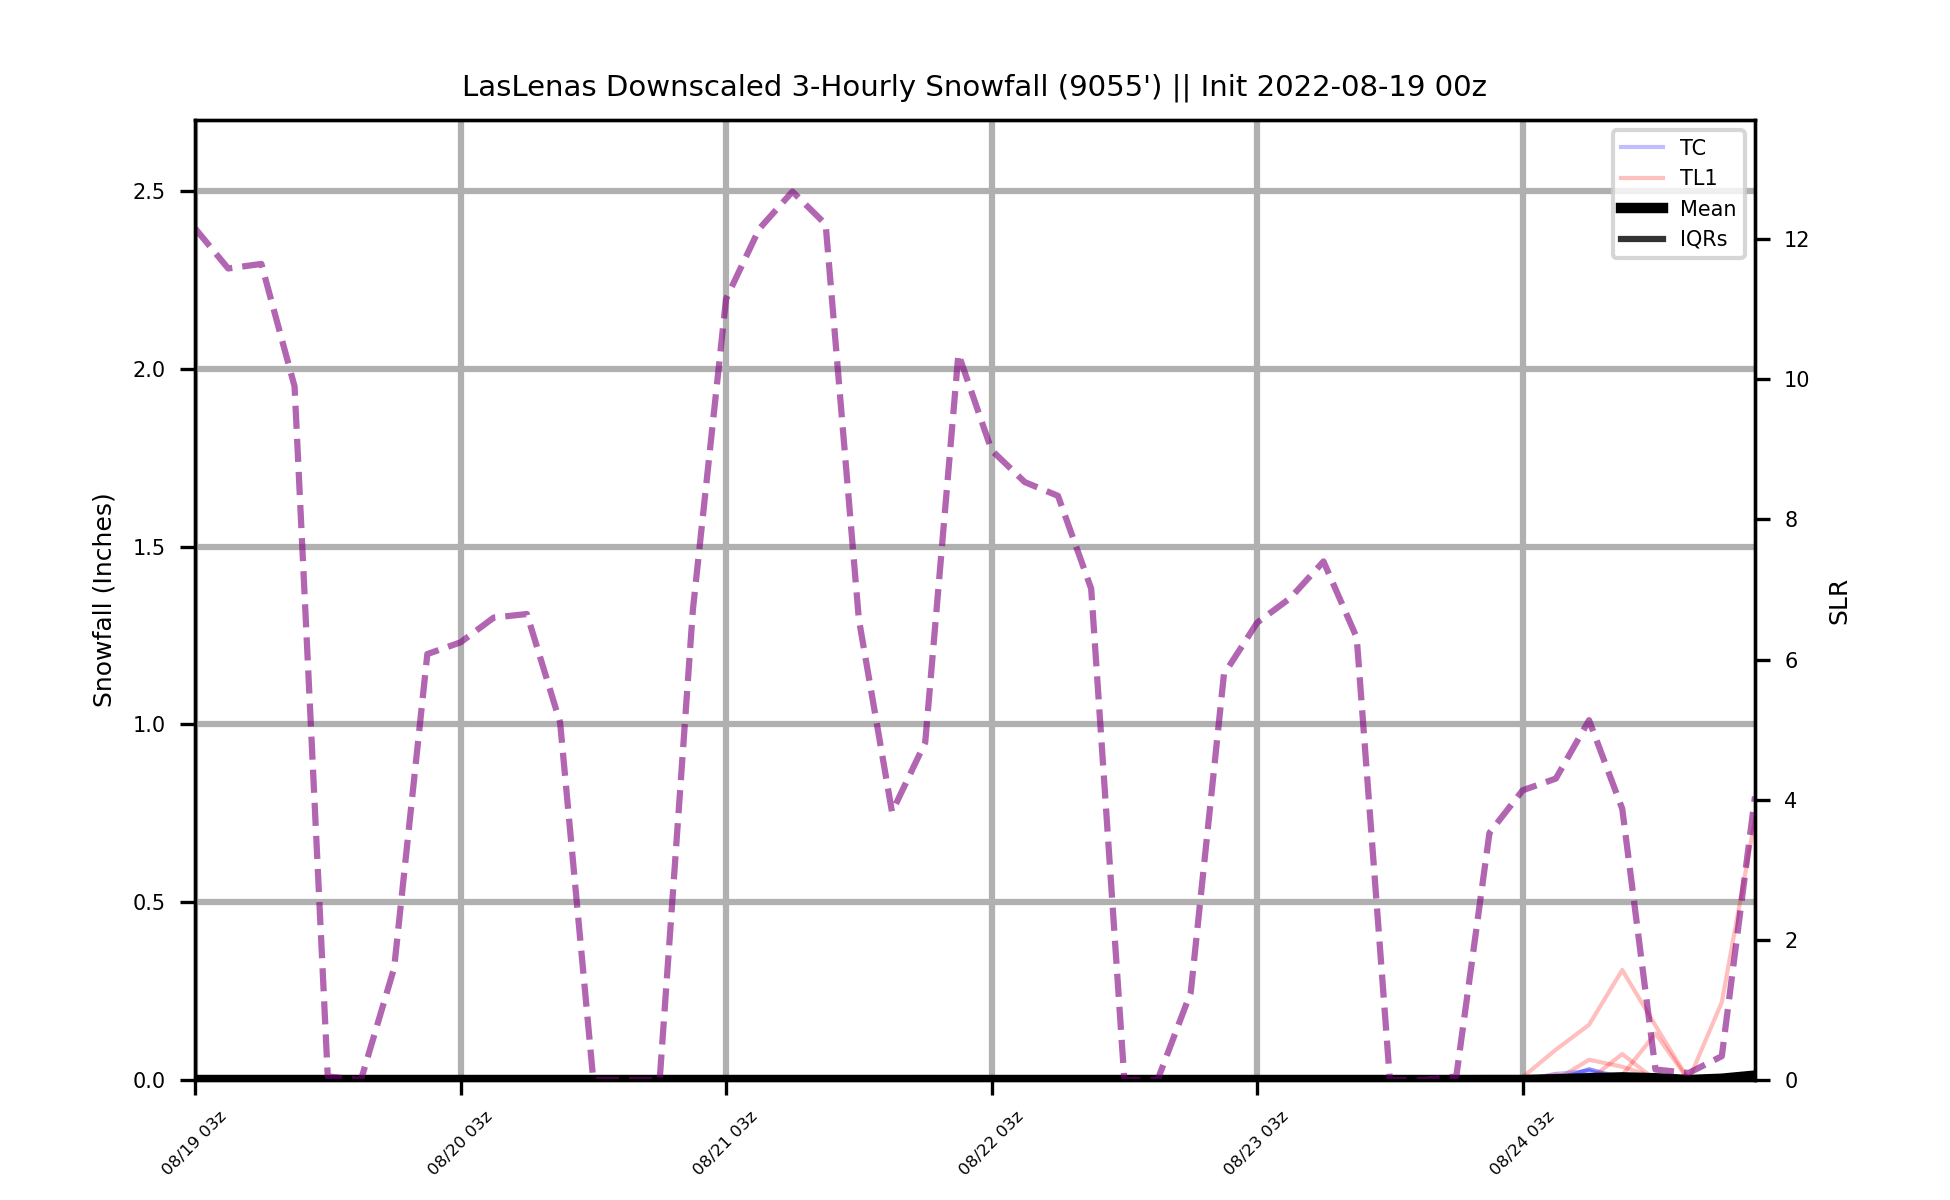 LasLenas Downscaled 3-Hourly Snowfall (9055') || Init 2022-08-19 00z
TC
TL1
Mean
IQRs
2.5
2.0
1.5
1.0
0.5
0.0
Snowfall (Inches)
12
10
8
6
4
2
0
SLR
08/19 03z
08/20 03z
08/21 03z
08/22 03z
08/23 03z
08/24 03z